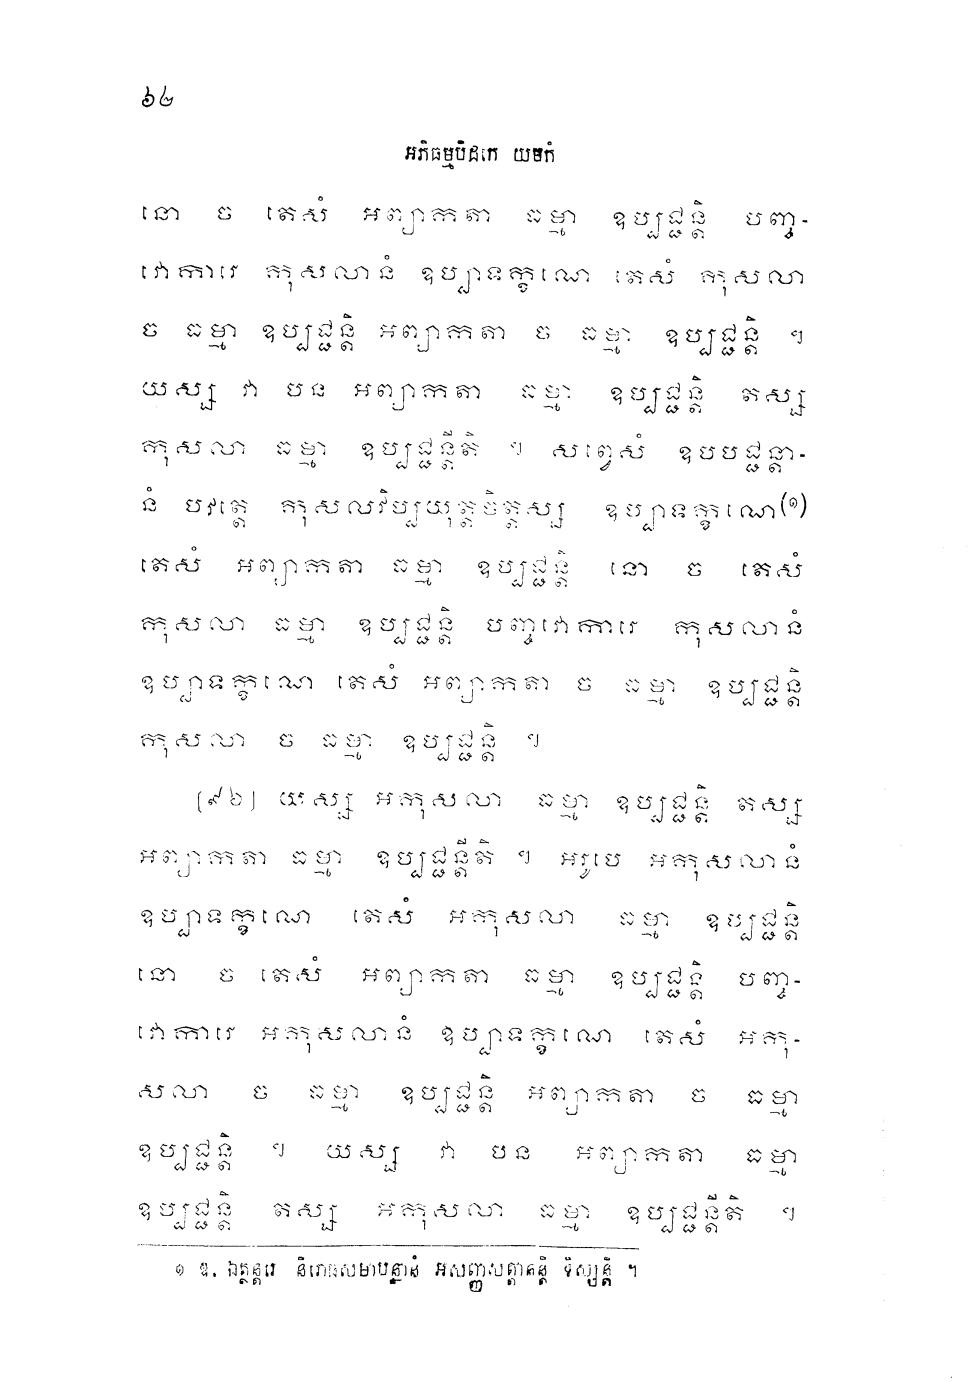 ៦២
អភិធម្មបិដកេ យមកំ
នោ ច តេសំ អព្យាកតា ធម្មា ឧប្បជ្ជន្តិ បញ្ច-
វោការេ កុសលានំ ឧប្បាទក្ខណេ តេសំ កុសលា
ច ធម្មា ឧប្បជ្ជន្តិ អព្យាកតា ច ធម្មា ឧប្បជ្ជន្តិ ។
យស្ស វា បន អព្យាកតា ធម្មា ឧប្បជ្ជន្តិ តស្ស
កុសលា ធម្មា ឧប្បជ្ជន្តីតិ ។ សព្វេសំ ឧបបជ្ជន្តា-
នំ បវត្តេ កុសលវិប្បយុត្តចិត្តស្ស ឧប្បាទក្ខណេ(១)
តេសំ អព្យាកតា ធម្មា ឧប្បជ្ជន្តិ នោ ច តេសំ
កុសលា ធម្មា ឧប្បជ្ជន្តិ បញ្ចវោការេ កុសលានំ
ឧប្បាទក្ខណេ តេសំ អព្យាកតា ច ធម្មា ឧប្បជ្ជន្តិ
កុសលា ច ធម្មា ឧប្បជ្ជន្តិ ។
[៩៦] យស្ស អកុសលា ធម្មា ឧប្បជ្ជន្តិ តស្ស
អព្យាកតា ធម្មា ឧប្បជ្ជន្តីតិ ។ អរូបេ អកុសលានំ
ឧប្បាទក្ខណេ តេសំ អកុសលា ធម្មា ឧប្បជ្ជន្តិ
នោ ច តេសំ អព្យាកតា ធម្មា ឧប្បជ្ជន្តិ បញ្ច-
វោការេ អកុសលានំ ឧប្បាទក្ខណេ តេសំ អកុ-
សលា ច ធម្មា ឧប្បជ្ជន្តិ អព្យាកតា ច ធម្មា
ឧប្បជ្ជន្តិ ។ យស្ស វា បន អព្យាកតា ធម្មា
ឧប្បជ្ជន្តិ តស្ស អកុសលា ធម្មា ឧប្បជ្ជន្តីតិ ។
១ ឱ. ឯត្ថន្តរេ និរោធសមាបន្នានំ អសញ្ញសត្តានន្តិ ទិស្សន្តិ ។